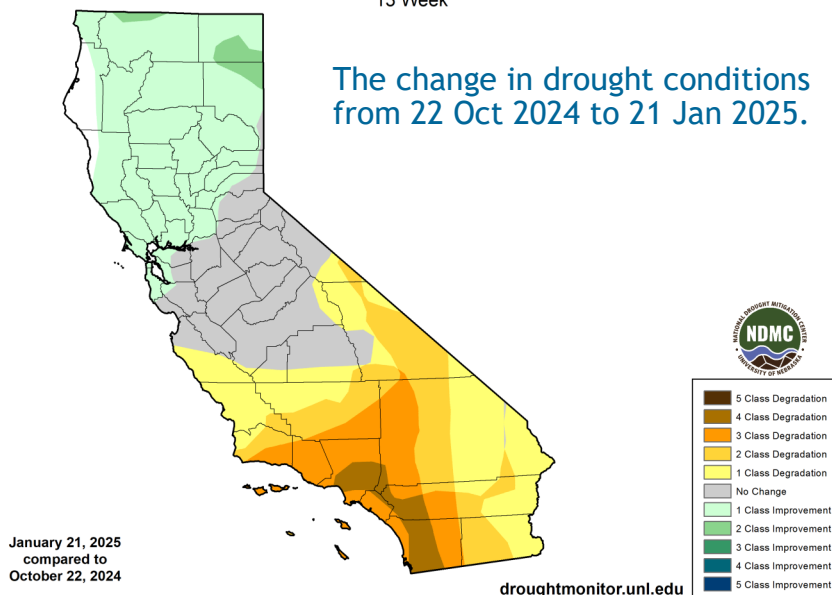 13 Week
The change in drought conditions
from 22 Oct 2024 to 21 Jan 2025.
NATIONAL DROUGHT MITIGATION CENTER
NDMC
UNIVERSITY OF NEBRASKA
5 Class Degradation
4 Class Degradation
3 Class Degradation
2 Class Degradation
1 Class Degradation
No Change
1 Class Improvement
2 Class Improvement
3 Class Improvement
4 Class Improvement
5 Class Improvement
January 21, 2025
compared to
October 22, 2024
droughtmonitor.unl.edu